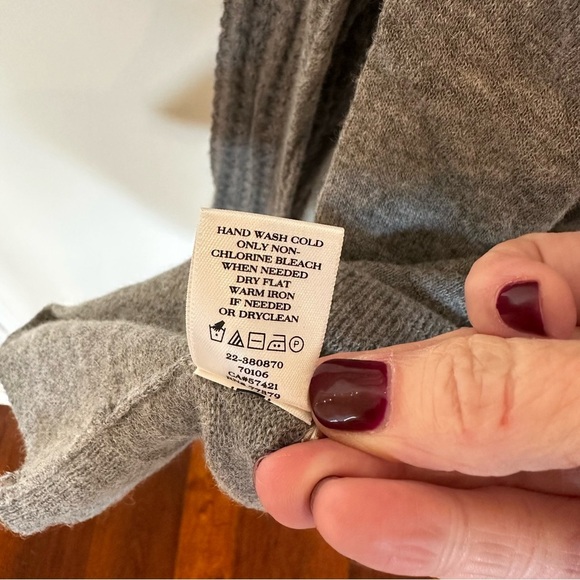 HAND WASH COLD
ONLY NON-
CHLORINE BLEACH
WHEN NEEDED
DRY FLAT
WARM IRON
IF NEEDED
OR DRYCLEAN
P
22-380870
70106
CA#57421
77879